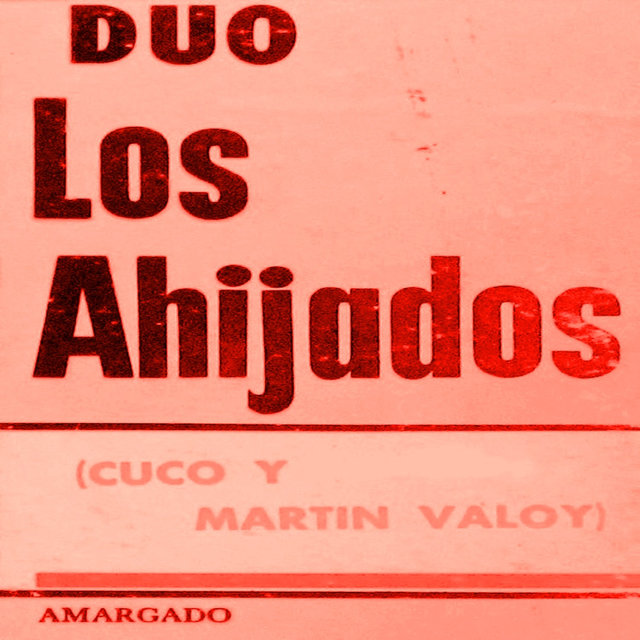 DUO
Los
Ahijados
(CUCO Y
MARTIN VALOY)
AMARGADO